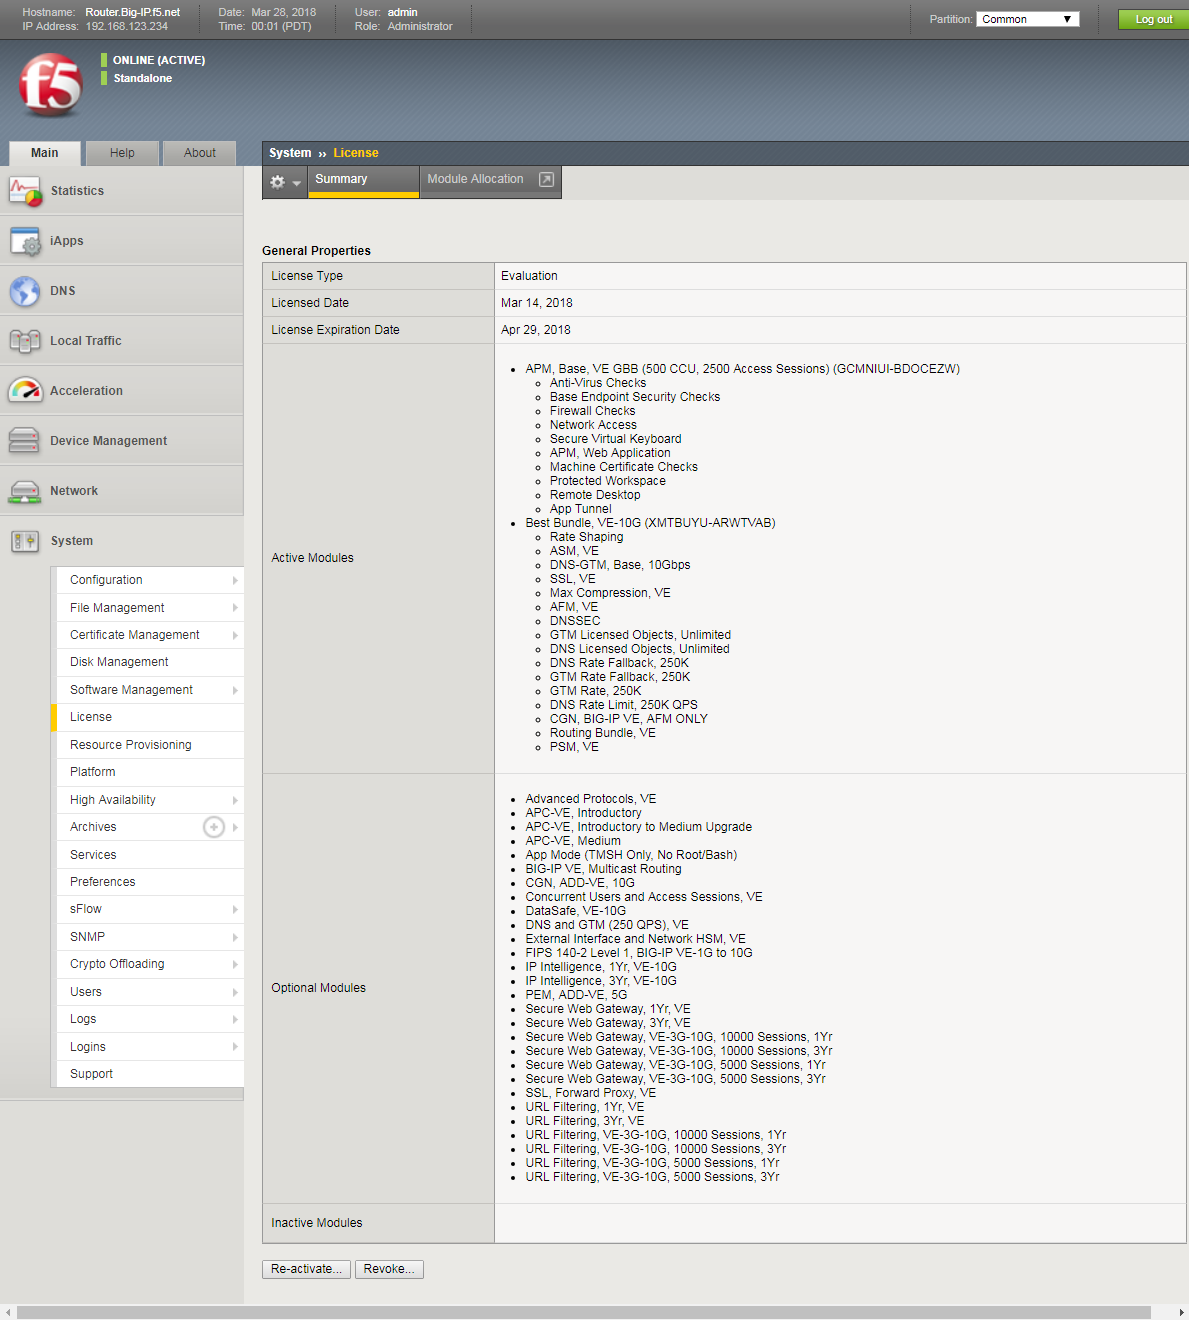 Hostname: Router.Big-IP.f5.net Date: Mar 28, 2018 User: admin
IP Address: 192.168.123.234 Time: 00:01 (PDT) Role: Administrator
Partition: Common Log out
f5
ONLINE (ACTIVE)
Standalone
Main Help About
System ›› License
Summary Module Allocation
Statistics
iApps
DNS
Local Traffic
Acceleration
Device Management
Network
System
Configuration
File Management
Certificate Management
Disk Management
Software Management
License
Resource Provisioning
Platform
High Availability
Archives
Services
Preferences
sFlow
SNMP
Crypto Offloading
Users
Logs
Logins
Support
General Properties
License Type Evaluation
Licensed Date Mar 14, 2018
License Expiration Date Apr 29, 2018
Active Modules
APM, Base, VE GBB (500 CCU, 2500 Access Sessions) (GCMNIUI-BDOCEZW)
Anti-Virus Checks
Base Endpoint Security Checks
Firewall Checks
Network Access
Secure Virtual Keyboard
APM, Web Application
Machine Certificate Checks
Protected Workspace
Remote Desktop
App Tunnel
Best Bundle, VE-10G (XMTBUYU-ARWTVAB)
Rate Shaping
ASM, VE
DNS-GTM, Base, 10Gbps
SSL, VE
Max Compression, VE
AFM, VE
DNSSEC
GTM Licensed Objects, Unlimited
DNS Licensed Objects, Unlimited
DNS Rate Fallback, 250K
GTM Rate Fallback, 250K
GTM Rate, 250K
DNS Rate Limit, 250K QPS
CGN, BIG-IP VE, AFM ONLY
Routing Bundle, VE
PSM, VE
Optional Modules
Advanced Protocols, VE
APC-VE, Introductory
APC-VE, Introductory to Medium Upgrade
APC-VE, Medium
App Mode (TMSH Only, No Root/Bash)
BIG-IP VE, Multicast Routing
CGN, ADD-VE, 10G
Concurrent Users and Access Sessions, VE
DataSafe, VE-10G
DNS and GTM (250 QPS), VE
External Interface and Network HSM, VE
FIPS 140-2 Level 1, BIG-IP VE-1G to 10G
IP Intelligence, 1Yr, VE-10G
IP Intelligence, 3Yr, VE-10G
PEM, ADD-VE, 5G
Secure Web Gateway, 1Yr, VE
Secure Web Gateway, 3Yr, VE
Secure Web Gateway, VE-3G-10G, 10000 Sessions, 1Yr
Secure Web Gateway, VE-3G-10G, 10000 Sessions, 3Yr
Secure Web Gateway, VE-3G-10G, 5000 Sessions, 1Yr
Secure Web Gateway, VE-3G-10G, 5000 Sessions, 3Yr
SSL, Forward Proxy, VE
URL Filtering, 1Yr, VE
URL Filtering, 3Yr, VE
URL Filtering, VE-3G-10G, 10000 Sessions, 1Yr
URL Filtering, VE-3G-10G, 10000 Sessions, 3Yr
URL Filtering, VE-3G-10G, 5000 Sessions, 1Yr
URL Filtering, VE-3G-10G, 5000 Sessions, 3Yr
Inactive Modules
Re-activate... Revoke...